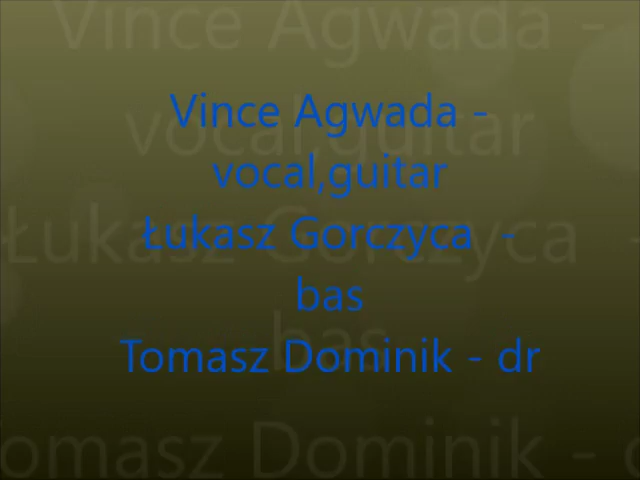 Vince Agwada -
vocal,guitar
Łukasz Gorczyca -
bas
Tomasz Dominik - dr